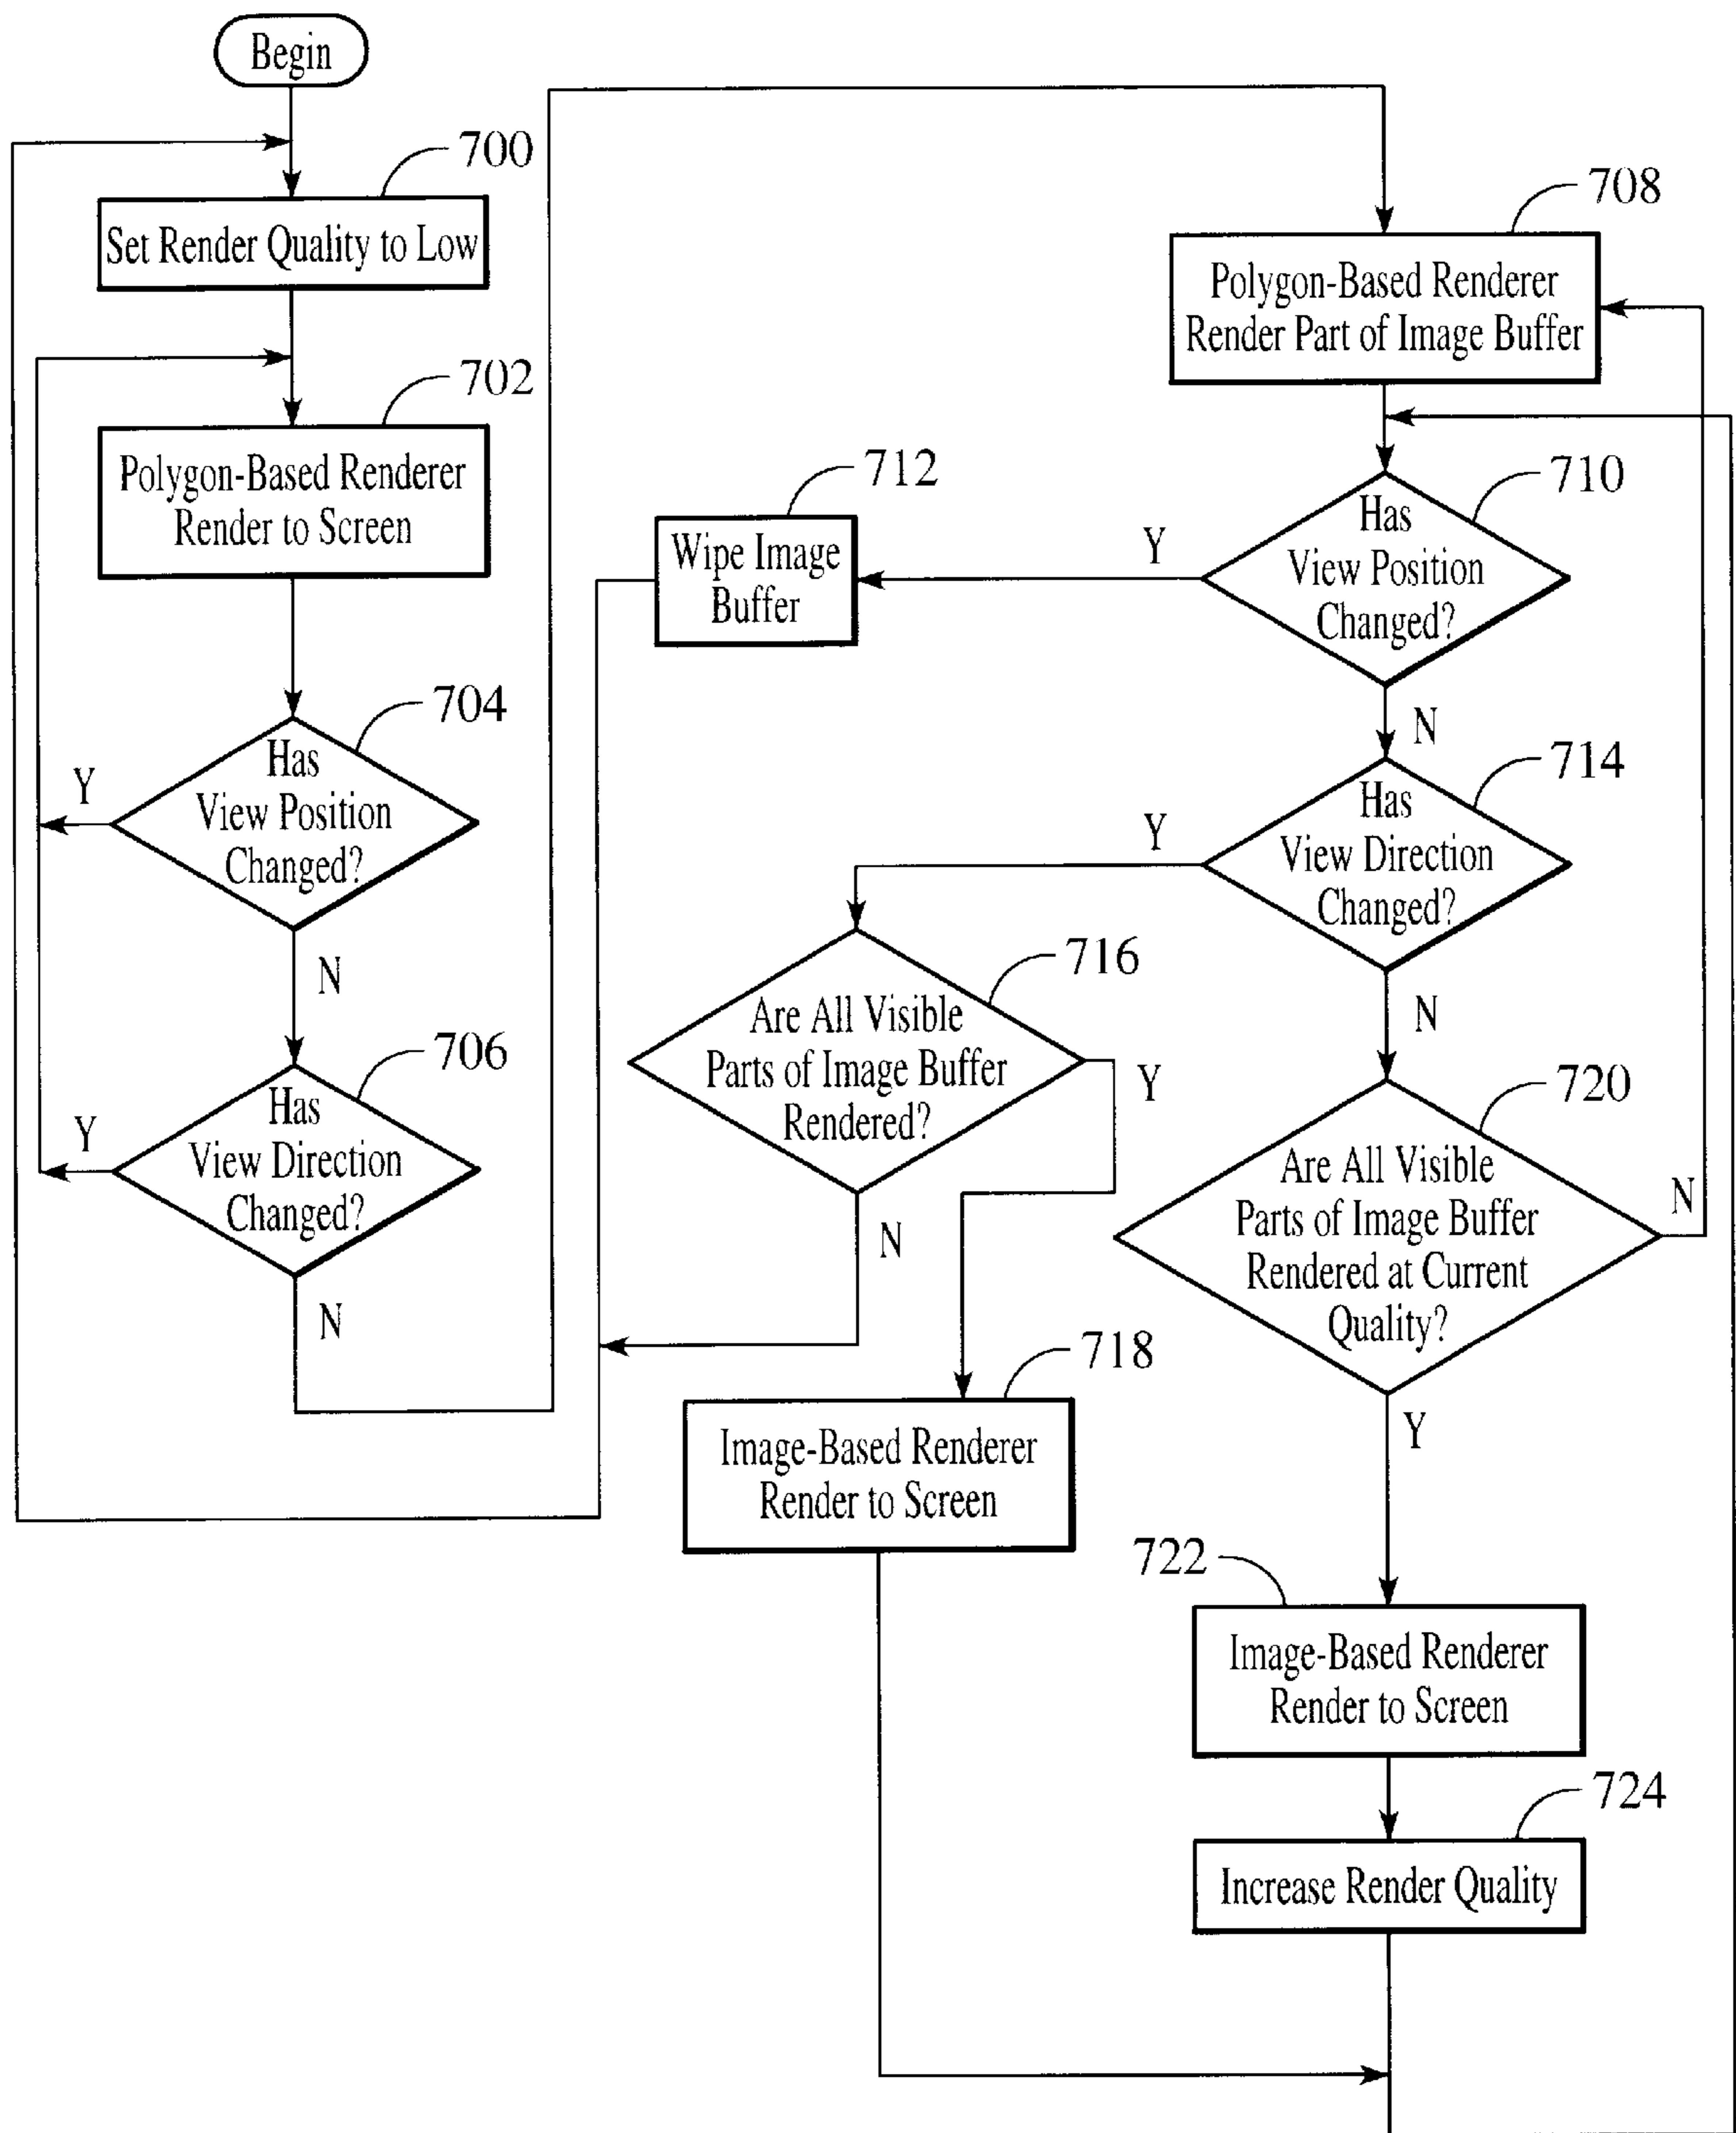 Begin
700
Set Render Quality to Low
702
Polygon-Based Renderer
Render to Screen
704
Has
View Position
Changed?
Y
N
706
Has
View Direction
Changed?
Y
N
708
Polygon-Based Renderer
Render Part of Image Buffer
710
Has
View Position
Changed?
Y
N
712
Wipe Image
Buffer
714
Has
View Direction
Changed?
Y
N
716
Are All Visible
Parts of Image Buffer
Rendered?
Y
N
718
Image-Based Renderer
Render to Screen
720
Are All Visible
Parts of Image Buffer
Rendered at Current
Quality?
N
Y
722
Image-Based Renderer
Render to Screen
724
Increase Render Quality